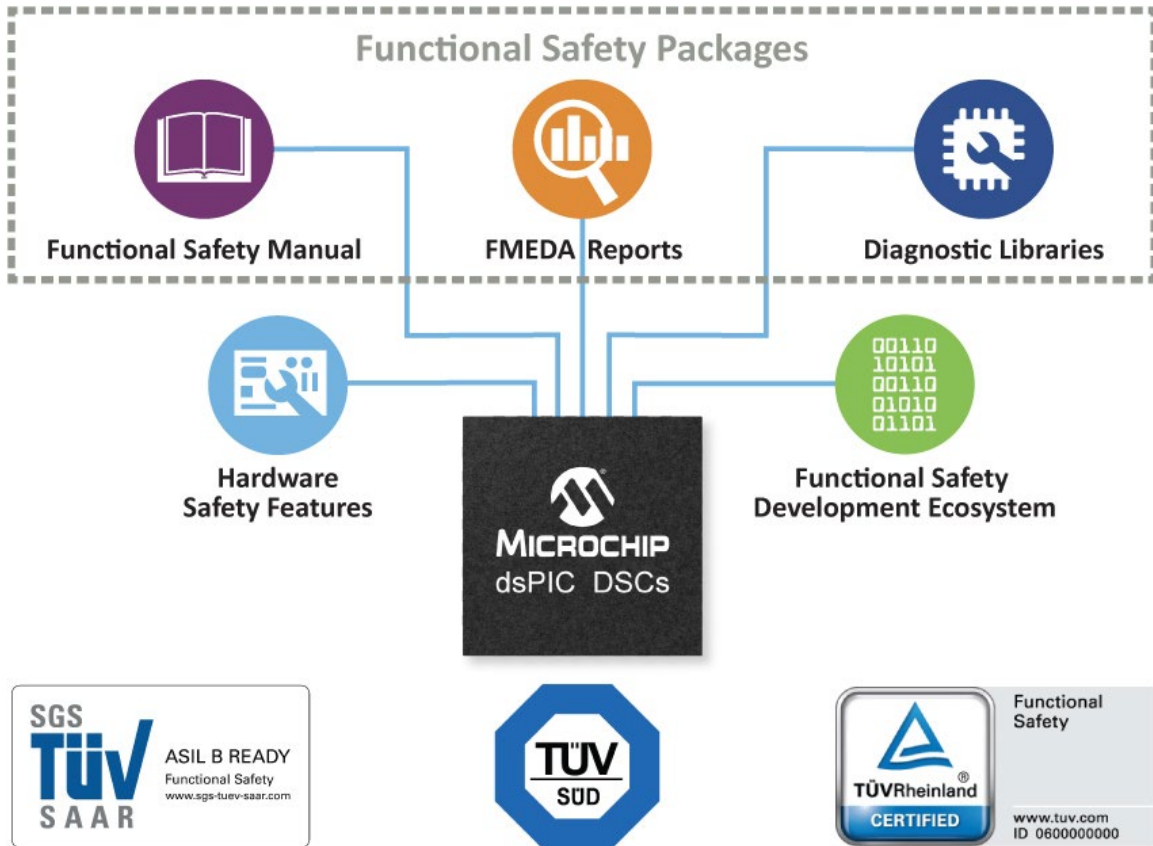 Functional Safety Packages
Functional Safety Manual
FMEDA Reports
Diagnostic Libraries
Hardware
Safety Features
00110
10101
00110
01010
01101
Functional Safety
Development Ecosystem
MICROCHIP
®
dsPIC DSCs
SGS
TÜV
SAAR
ASIL B READY
Functional Safety
www.sgs-tuev-saar.com
TÜV
SÜD
TÜVRheinland®
CERTIFIED
Functional
Safety
www.tuv.com
ID 0600000000